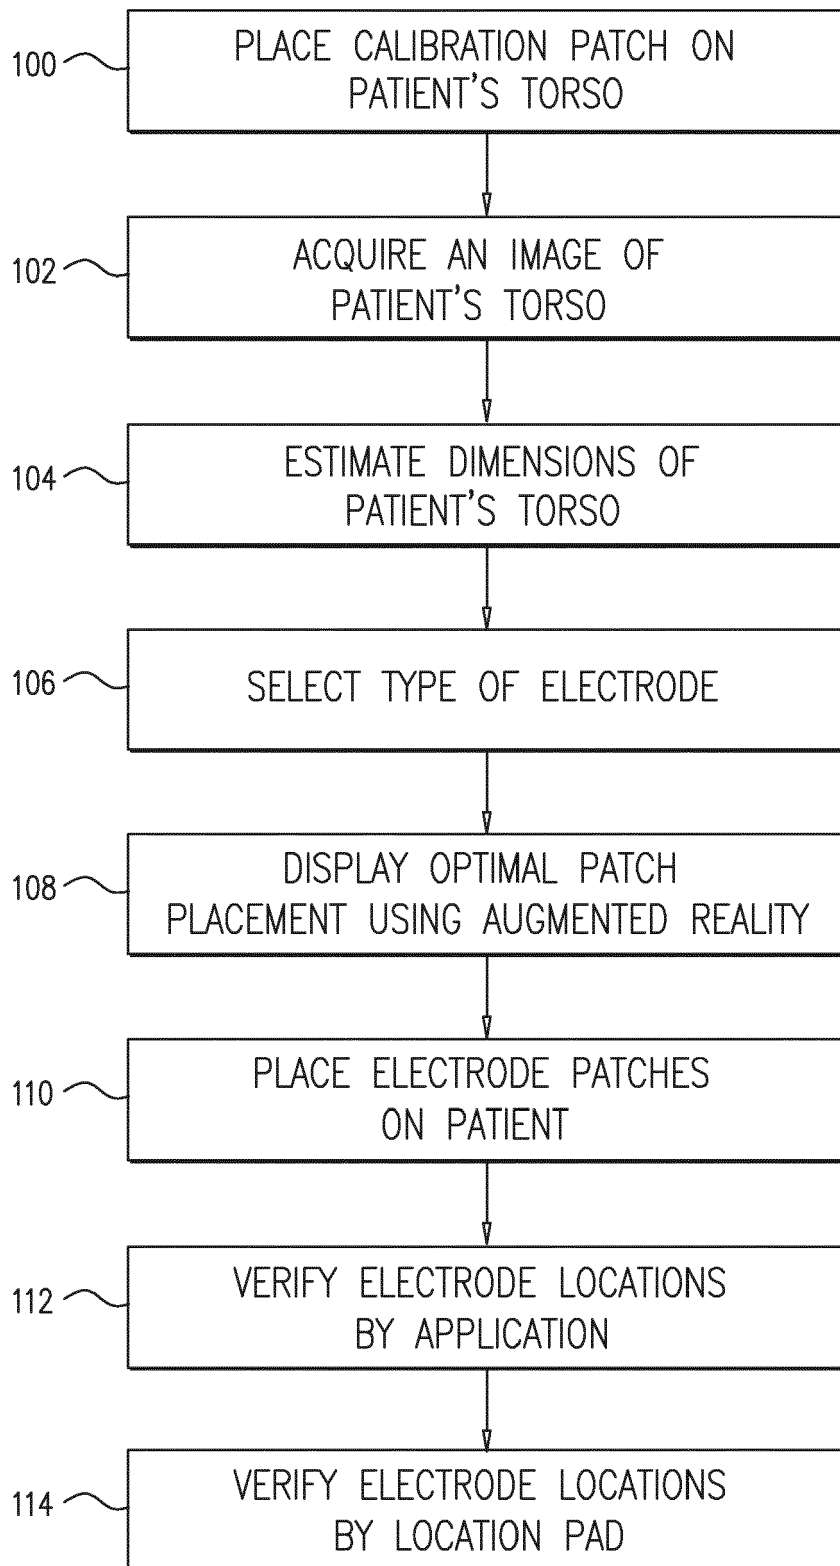 100
PLACE CALIBRATION PATCH ON
PATIENT'S TORSO
102
ACQUIRE AN IMAGE OF
PATIENT'S TORSO
104
ESTIMATE DIMENSIONS OF
PATIENT'S TORSO
106
SELECT TYPE OF ELECTRODE
108
DISPLAY OPTIMAL PATCH
PLACEMENT USING AUGMENTED REALITY
110
PLACE ELECTRODE PATCHES
ON PATIENT
112
VERIFY ELECTRODE LOCATIONS
BY APPLICATION
114
VERIFY ELECTRODE LOCATIONS
BY LOCATION PAD